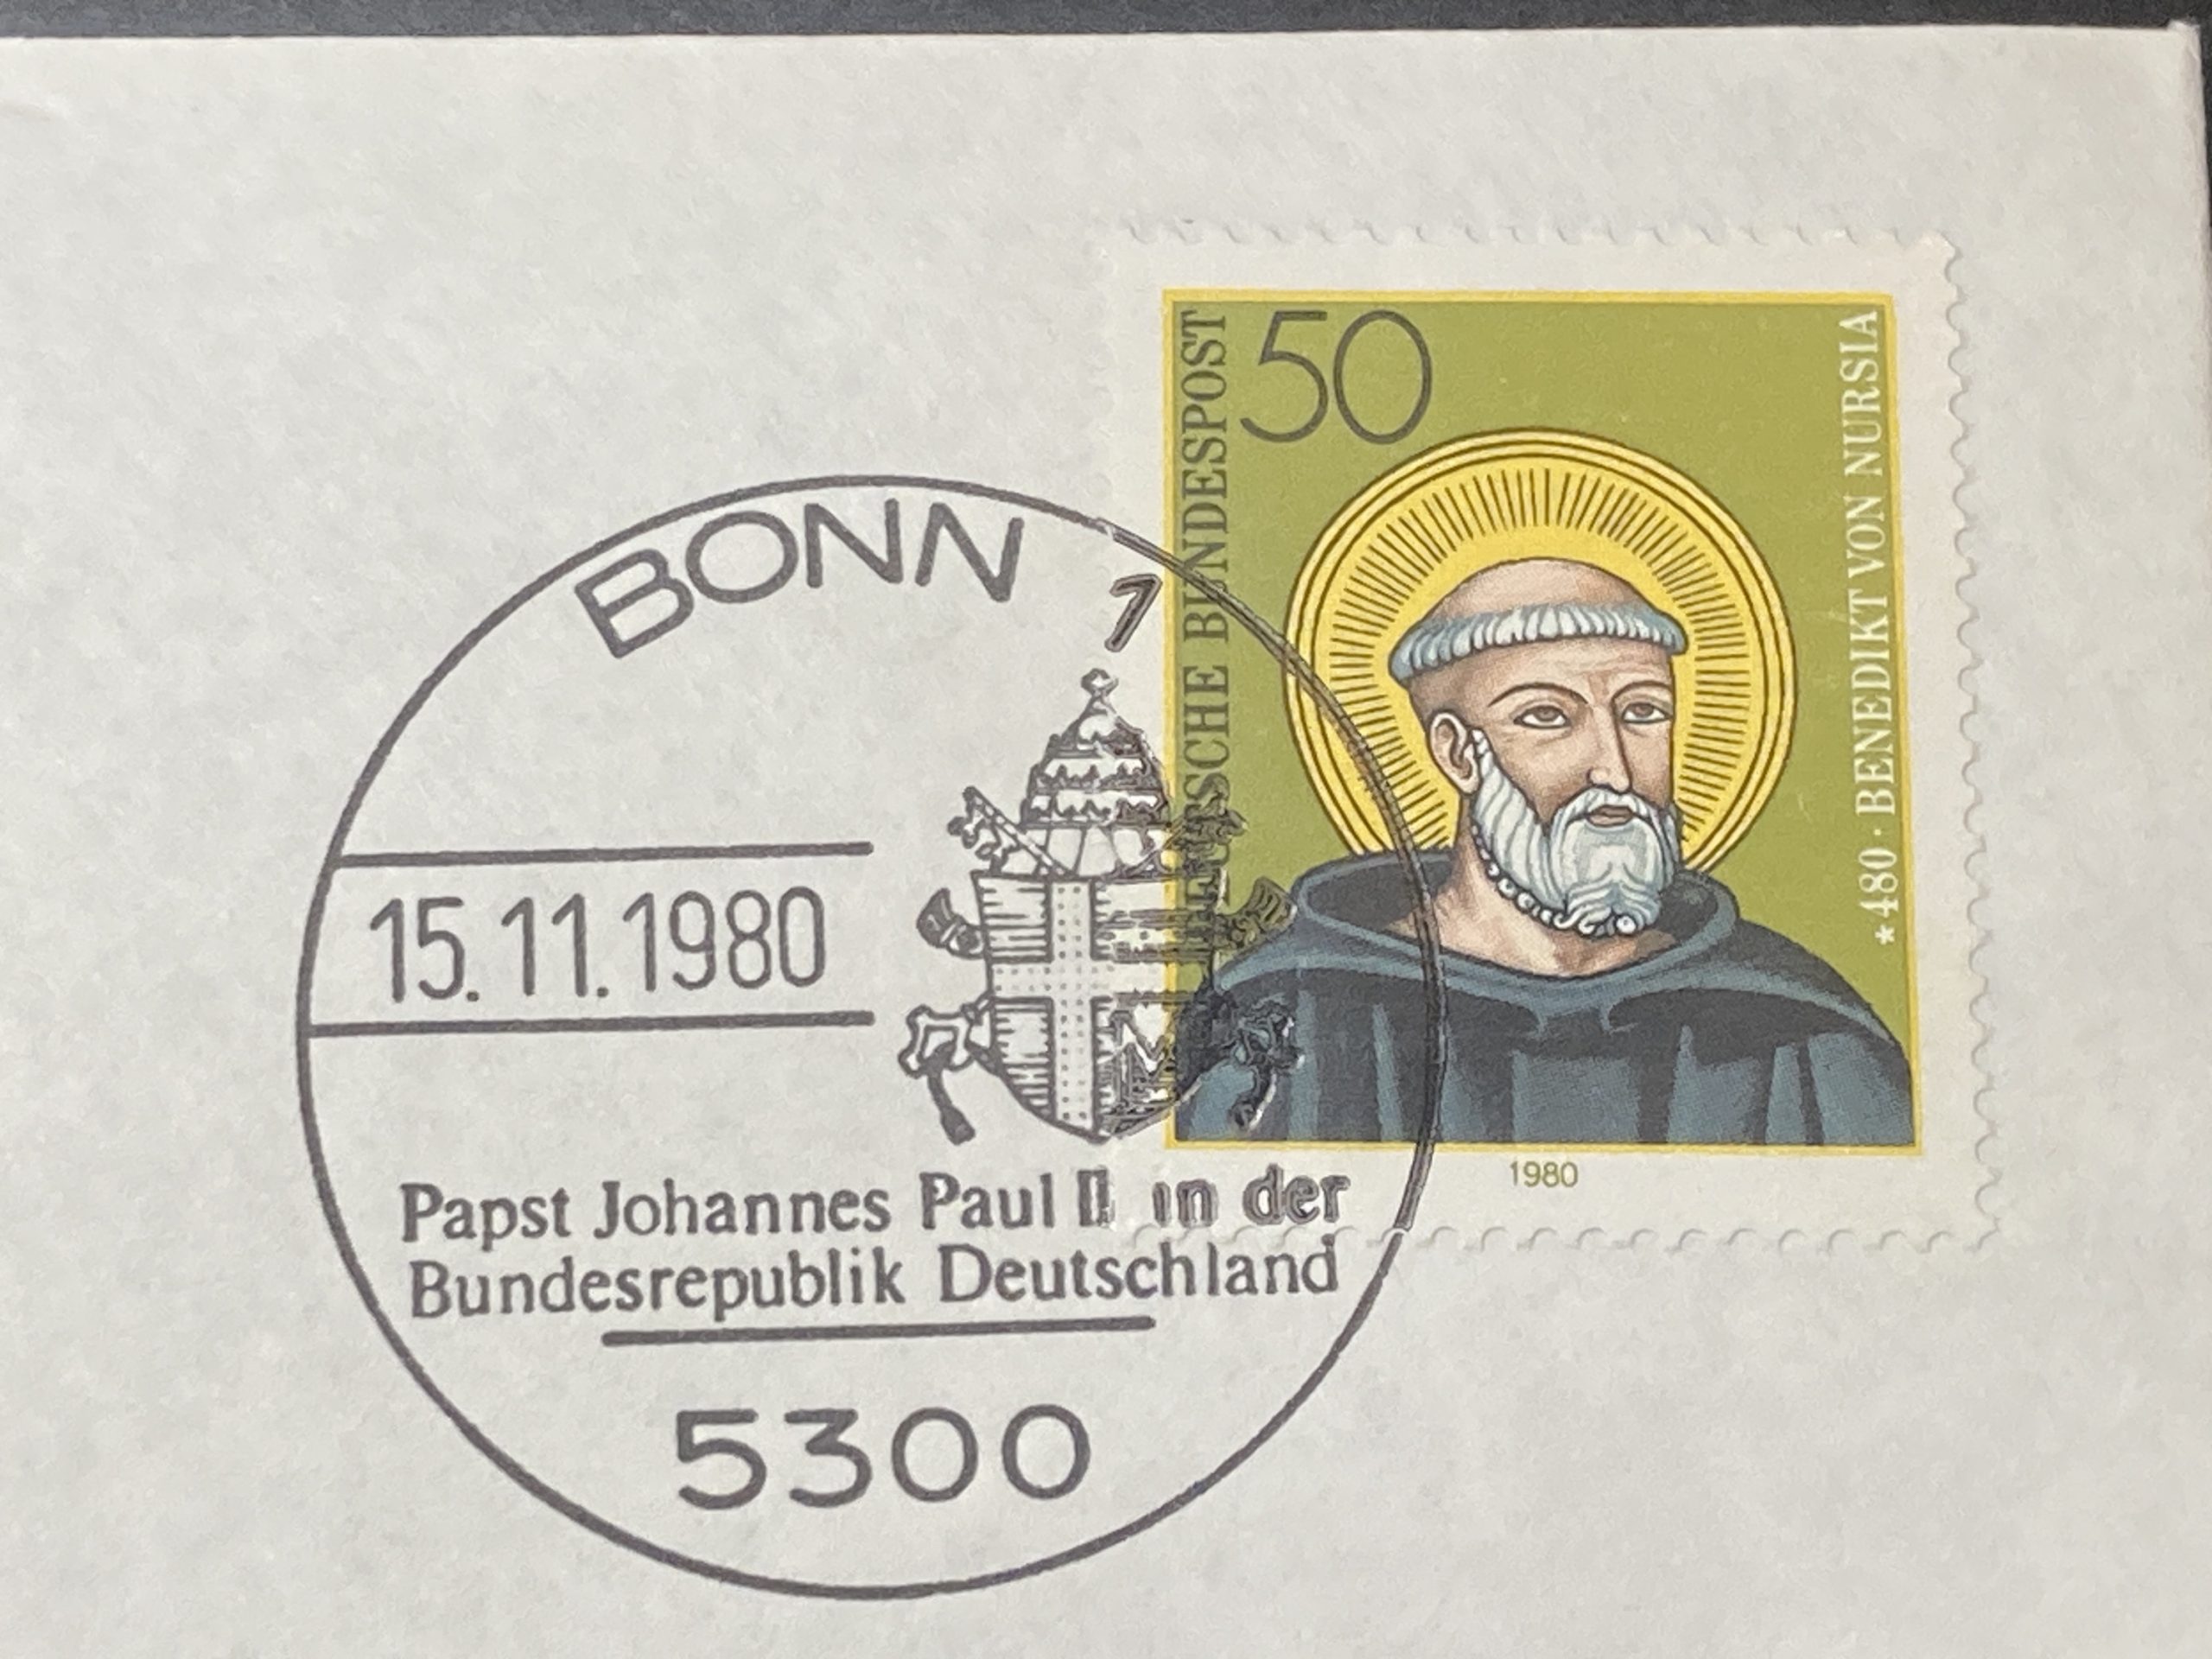 DEUTSCHE BUNDESPOST
50
*480 · BENEDIKT VON NURSIA
1980
BONN 1
15.11.1980
M
Papst Johannes Paul II in der
Bundesrepublik Deutschland
5300